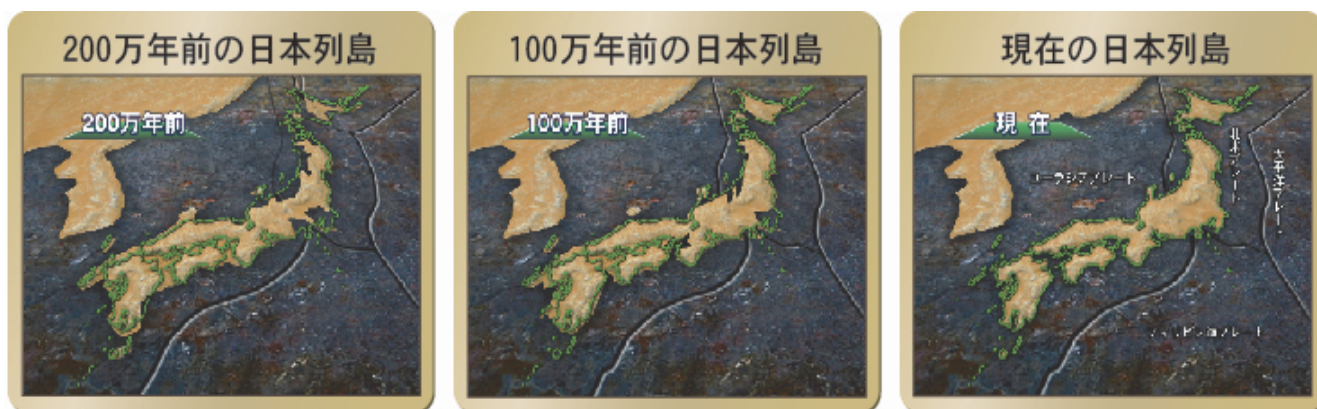 200万年前の日本列島
200万年前
100万年前の日本列島
100万年前
現在の日本列島
現 在
ユーラシアプレート
北米プレート
太平洋プレート
フィリピン海プレート